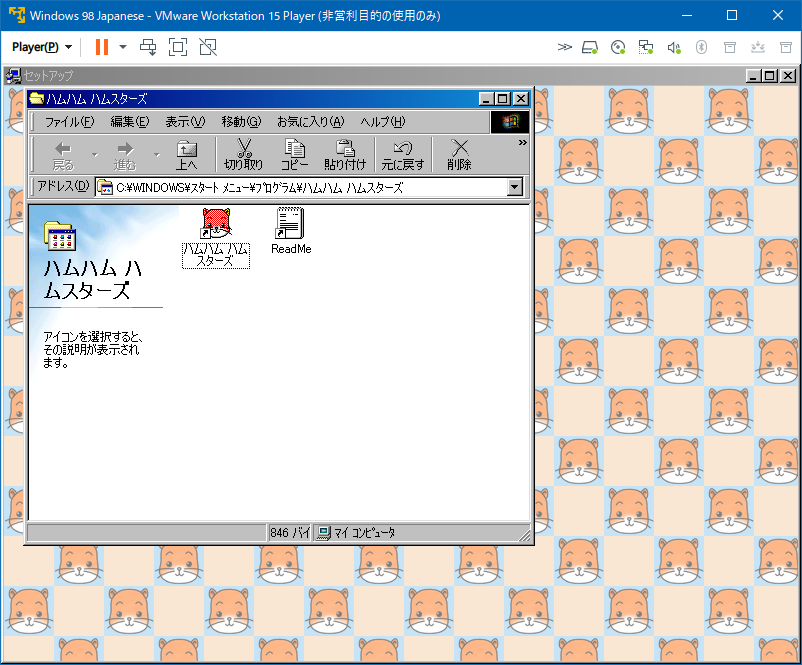 Windows 98 Japanese - VMware Workstation 15 Player (非営利目的の使用のみ)
Player(P)
セットアップ
ハムハム ハムスターズ
ファイル(F) 編集(E) 表示(V) 移動(G) お気に入り(A) ヘルプ(H)
戻る 進む 上へ 切り取り コピー 貼り付け 元に戻す 削除
アドレス(D) C:¥WINDOWS¥スタート メニュー¥プログラム¥ハムハム ハムスターズ
ハムハム ハ
ムスターズ
アイコンを選択すると、
その説明が表示され
ます。
ハムハム ハム
スターズ
ReadMe
846 バイ マイ コンピュータ